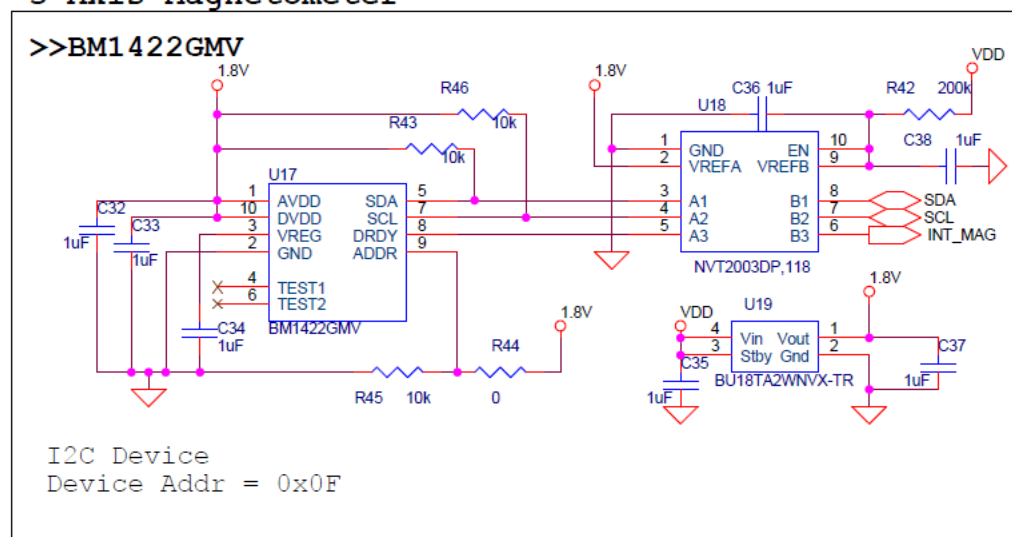 3-Axis Magnetometer
>>BM1422GMV
1.8V
R46
10k
R43
10k
U17
1 AVDD SDA 5
10 DVDD SCL 7
3 VREG DRDY 8
2 GND ADDR 9
4 TEST1
6 TEST2
BM1422GMV
C32
1uF
C33
1uF
C34
1uF
R45 10k
R44
0
1.8V
1.8V
C36 1uF
U18
1 GND EN 10
2 VREFA VREFB 9
3 A1 B1 8
4 A2 B2 7
5 A3 B3 6
NVT2003DP,118
R42 200k
VDD
C38 1uF
SDA
SCL
INT_MAG
U19
VDD
4 Vin Vout 1
3 Stby Gnd 2
BU18TA2WNVX-TR
C35
1uF
1.8V
C37
1uF
I2C Device
Device Addr = 0x0F